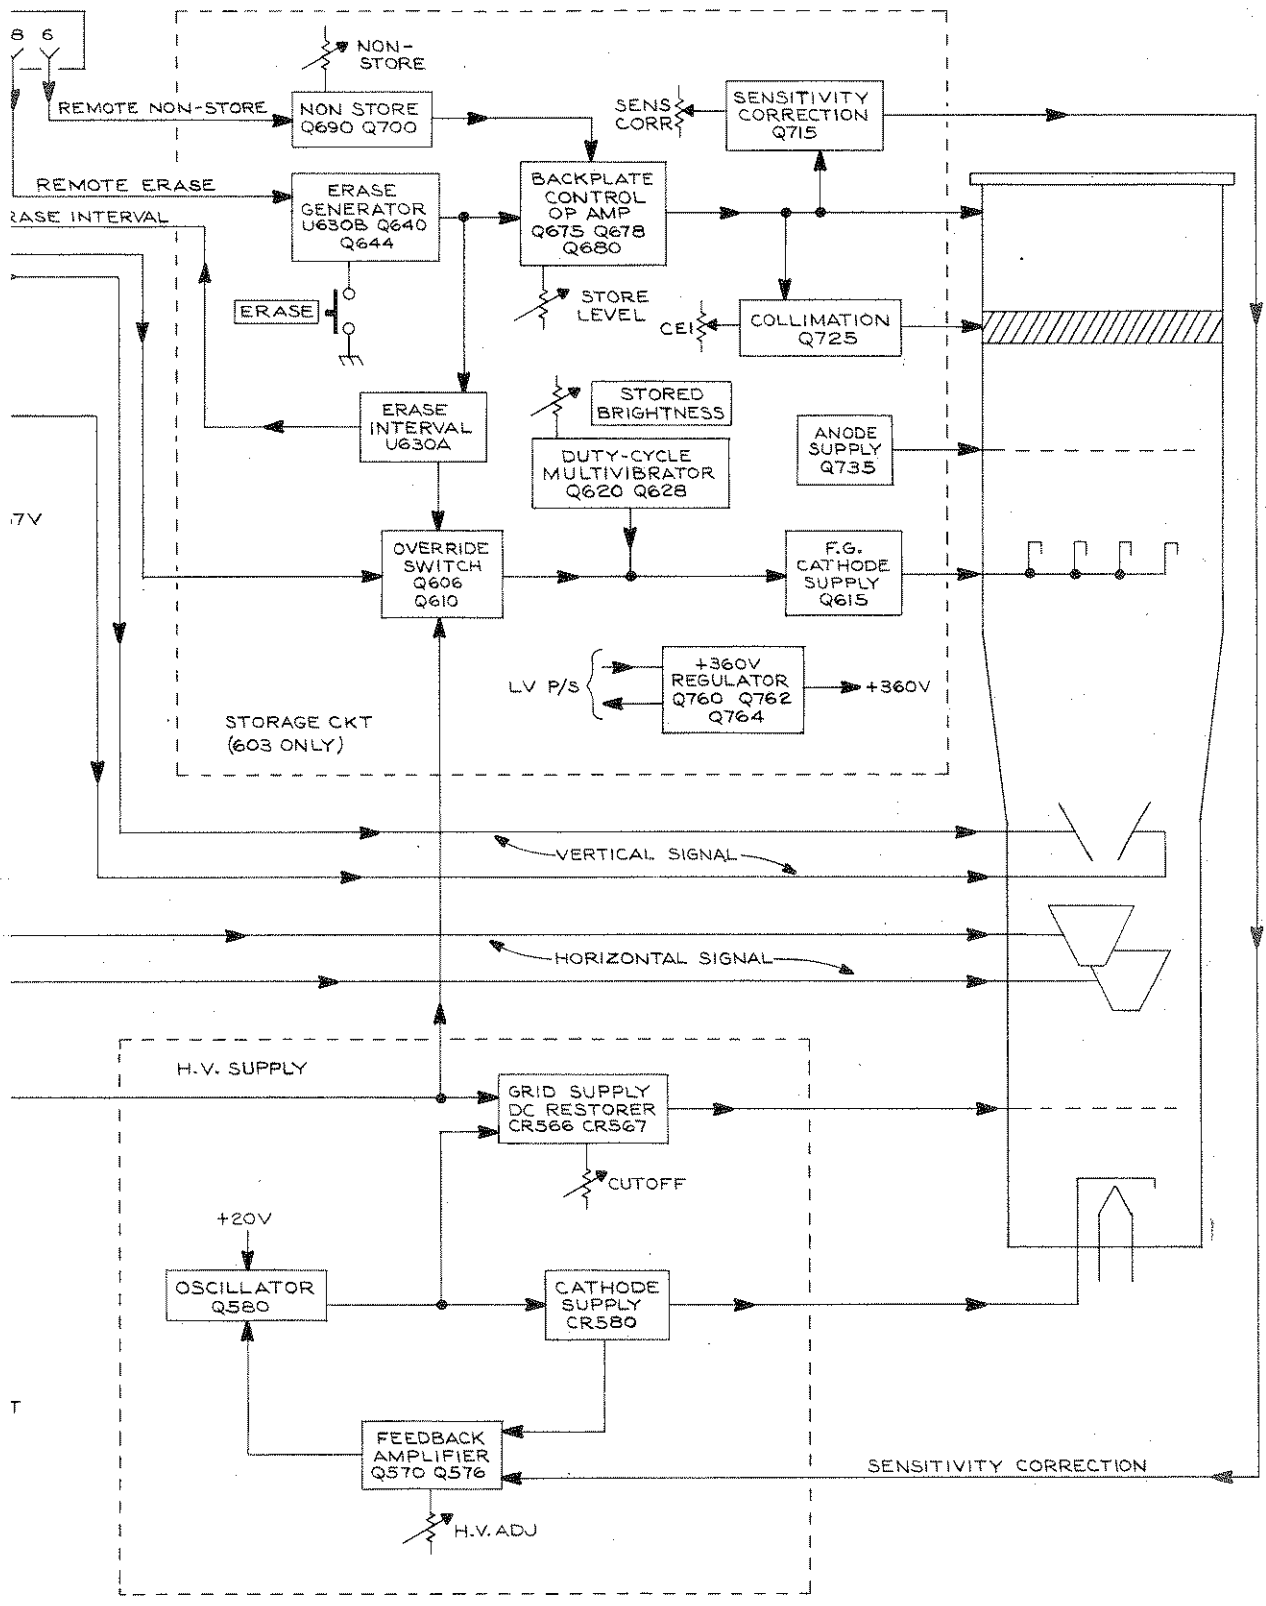 8 6
NON-
STORE
REMOTE NON-STORE
NON STORE
Q690 Q700
SENS
CORR
SENSITIVITY
CORRECTION
Q715
REMOTE ERASE
ERASE
GENERATOR
U630B Q640
Q644
BACKPLATE
CONTROL
OP AMP
Q675 Q678
Q680
RASE INTERVAL
ERASE
STORE
LEVEL
CE1
COLLIMATION
Q725
ERASE
INTERVAL
U630A
STORED
BRIGHTNESS
DUTY-CYCLE
MULTIVIBRATOR
Q620 Q628
ANODE
SUPPLY
Q735
17V
OVERRIDE
SWITCH
Q606
Q610
F.G.
CATHODE
SUPPLY
Q615
LV P/S
+360V
REGULATOR
Q760 Q762
Q764
+360V
STORAGE CKT
(603 ONLY)
VERTICAL SIGNAL
HORIZONTAL SIGNAL
H.V. SUPPLY
GRID SUPPLY
DC RESTORER
CR566 CR567
CUTOFF
+20V
OSCILLATOR
Q580
CATHODE
SUPPLY
CR580
T
FEEDBACK
AMPLIFIER
Q570 Q576
SENSITIVITY CORRECTION
H.V. ADJ